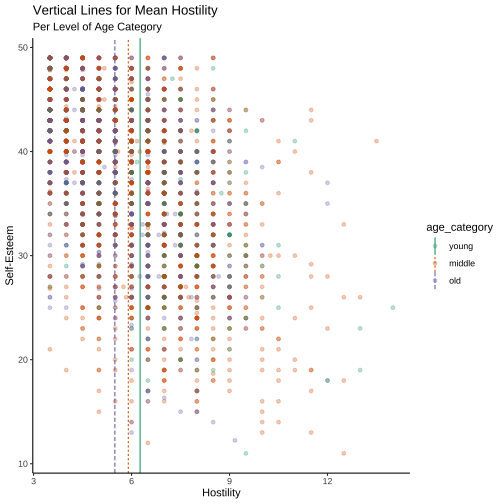 Vertical Lines for Mean Hostility
Per Level of Age Category
50
40
30
20
10
Self-Esteem
3
6
9
12
Hostility
age_category
young
middle
old